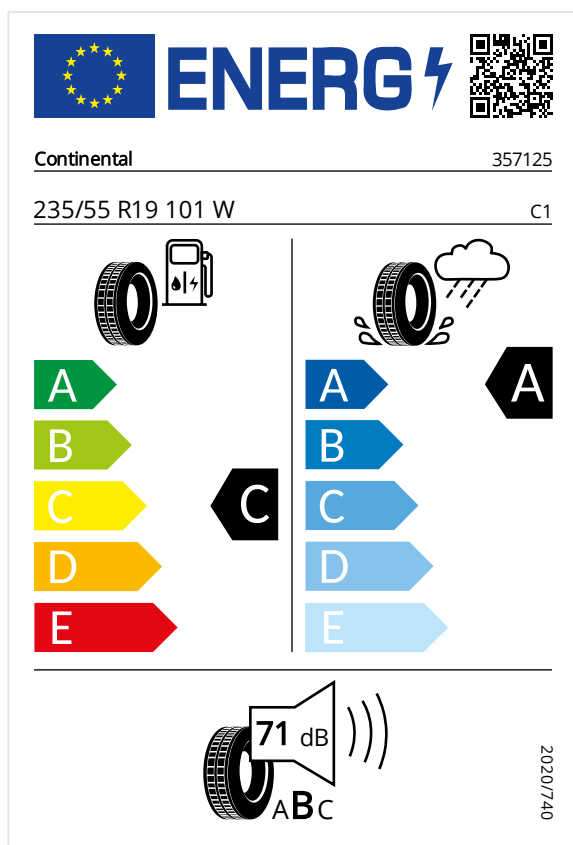 ENERG
Continental 357125
235/55 R19 101 W C1
A A A
B B
C C C
D D
E E
71 dB
ABC
2020/740